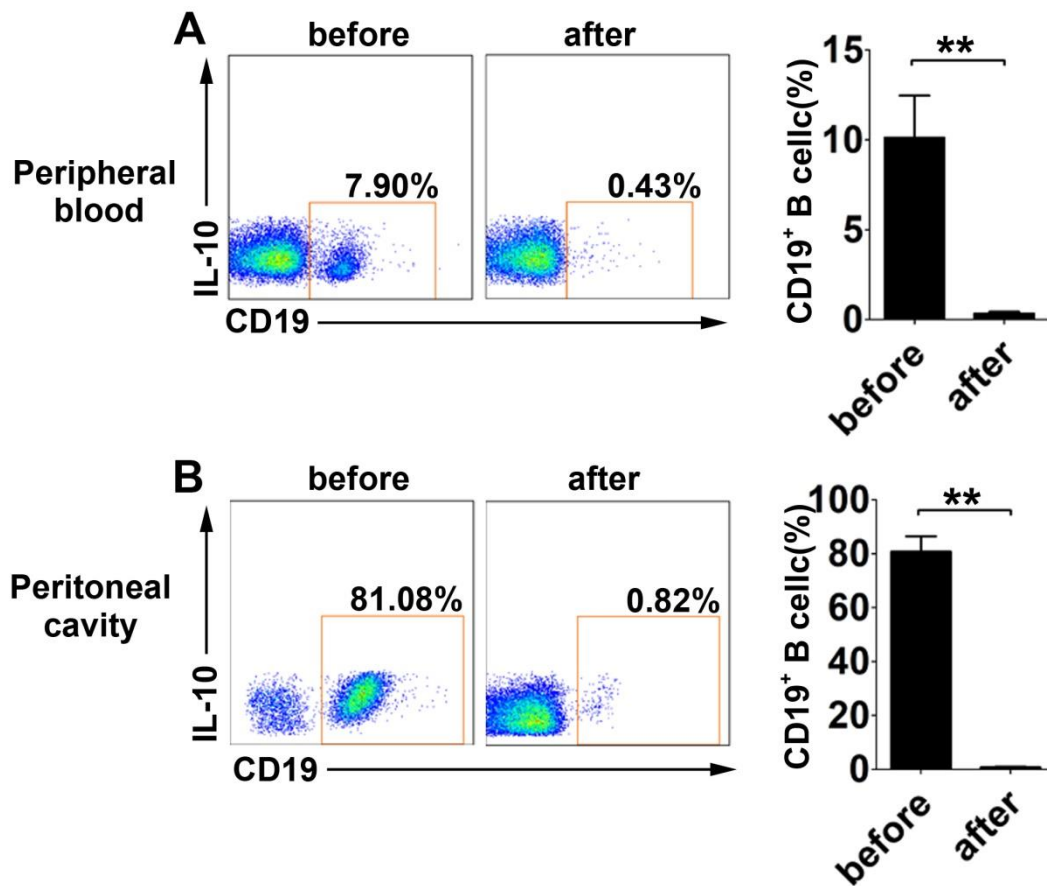 A
before
after
Peripheral
blood
IL-10
7.90%
0.43%
CD19
15
10
5
0
CD19+ B cellc(%)
**
before
after
B
before
after
Peritoneal
cavity
IL-10
81.08%
0.82%
CD19
100
80
60
40
20
0
CD19+ B cellc(%)
**
before
after